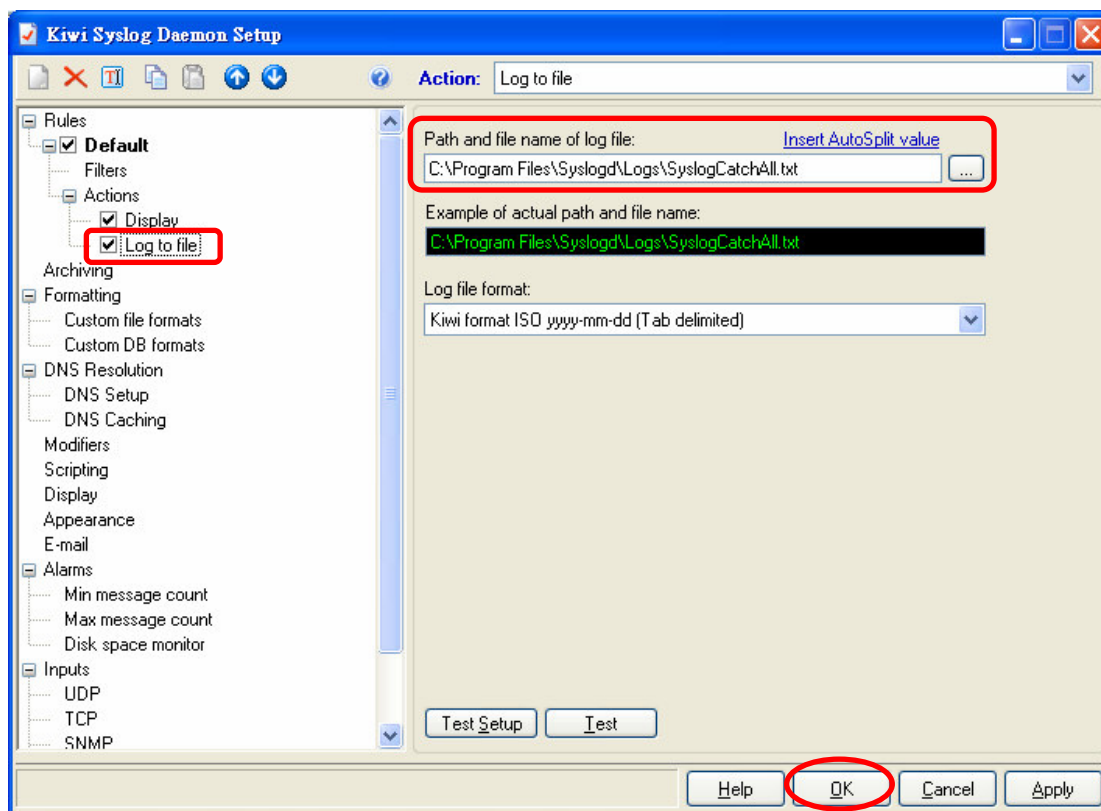 Kiwi Syslog Daemon Setup
Action: Log to file
Rules
Default
Filters
Actions
Display
Log to file
Archiving
Formatting
Custom file formats
Custom DB formats
DNS Resolution
DNS Setup
DNS Caching
Modifiers
Scripting
Display
Appearance
E-mail
Alarms
Min message count
Max message count
Disk space monitor
Inputs
UDP
TCP
SNMP
Path and file name of log file: Insert AutoSplit value
C:\Program Files\Syslogd\Logs\SyslogCatchAll.txt ...
Example of actual path and file name:
C:\Program Files\Syslogd\Logs\SyslogCatchAll.txt
Log file format:
Kiwi format ISO yyyy-mm-dd (Tab delimited)
Test Setup Test
Help OK Cancel Apply